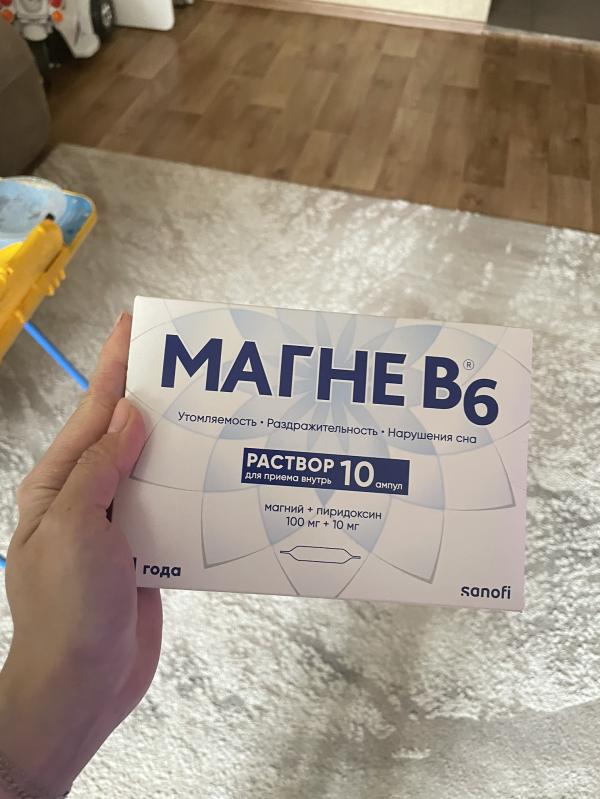 МАГНЕ B6®
Утомляемость • Раздражительность • Нарушения сна
РАСТВОР 10 ампул
для приема внутрь
магний + пиридоксин
100 мг + 10 мг
1 года
sanofi